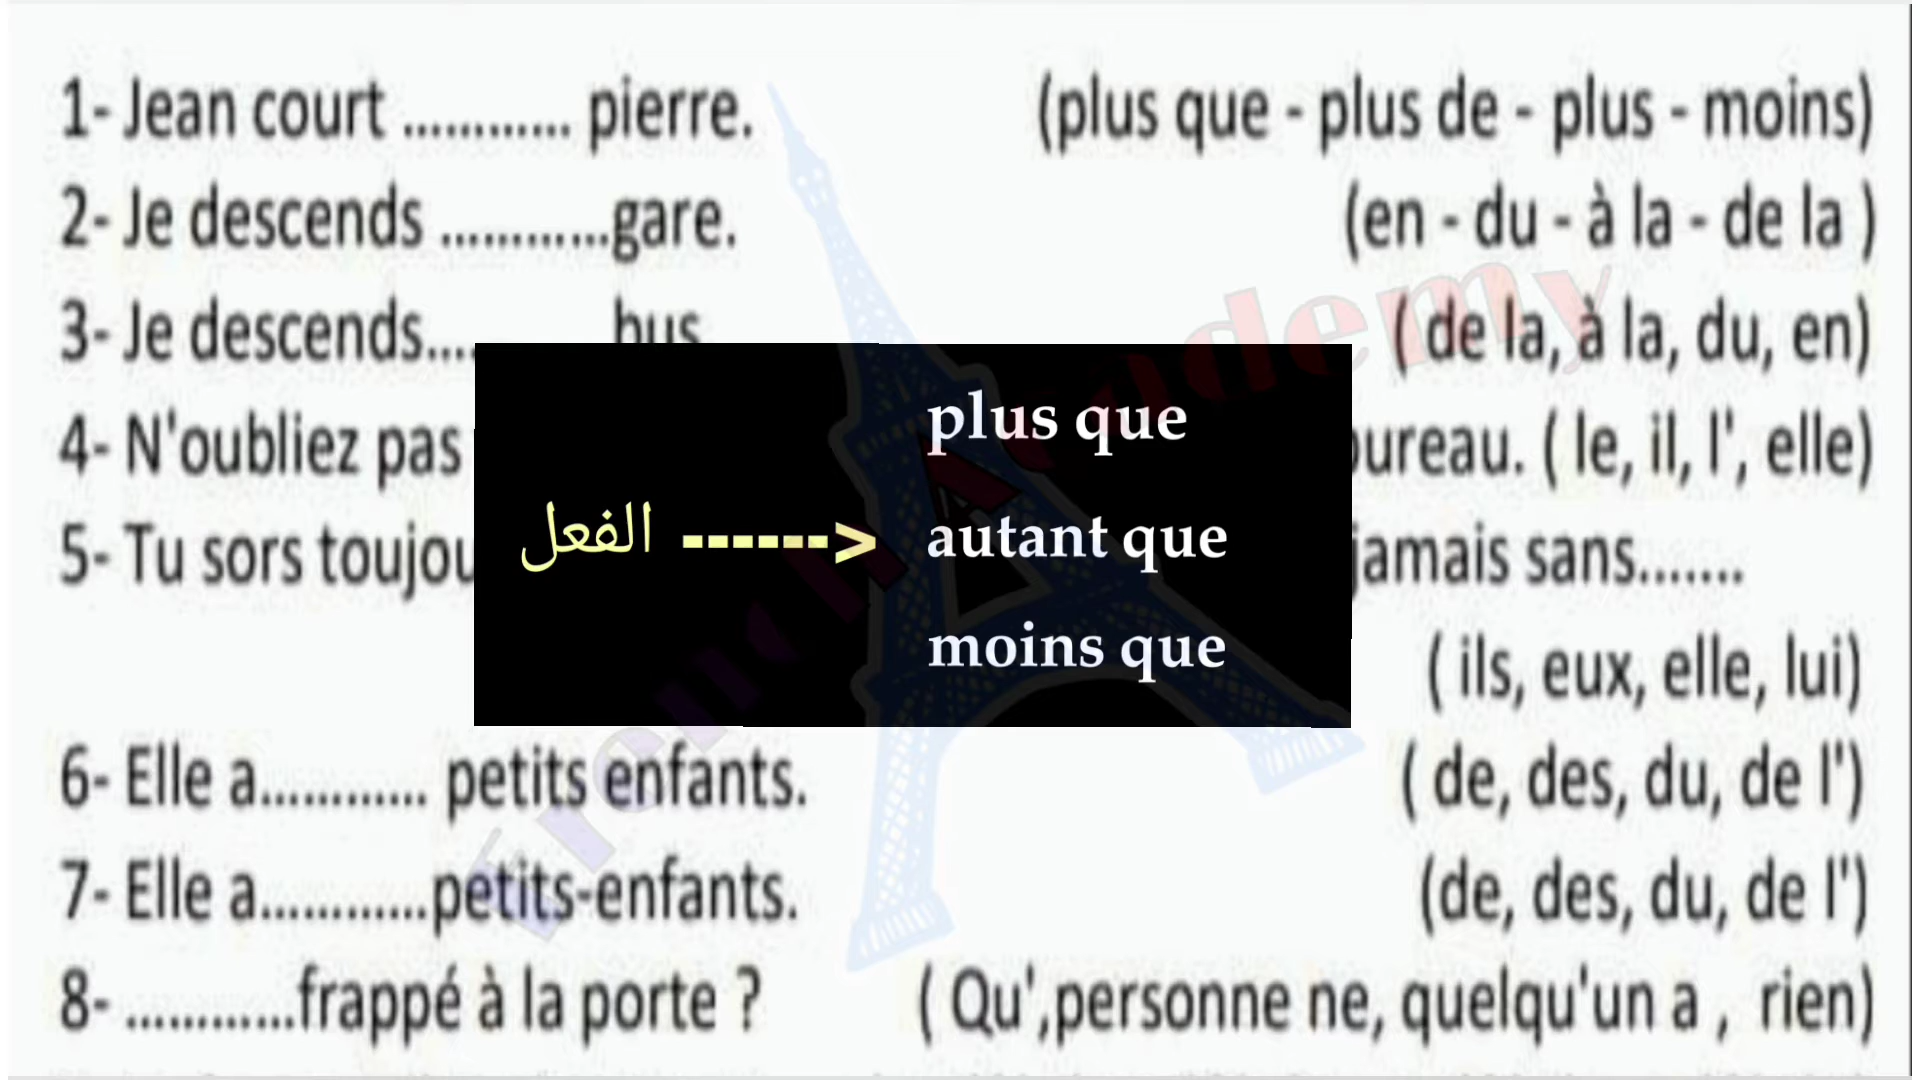 1- Jean court ............ pierre. (plus que - plus de - plus - moins)
2- Je descends ............gare. (en - du - à la - de la )
3- Je descends.... bus ( de la, à la, du, en)
4- N'oubliez pas bureau. ( le, il, l', elle)
5- Tu sors jamais sans.......
plus que
الفعل ------> autant que
moins que
( ils, eux, elle, lui)
6- Elle a............ petits enfants. ( de, des, du, de l')
7- Elle a............petits-enfants. (de, des, du, de l')
8- ............frappé à la porte ? ( Qu',personne ne, quelqu'un a , rien)
French Academy